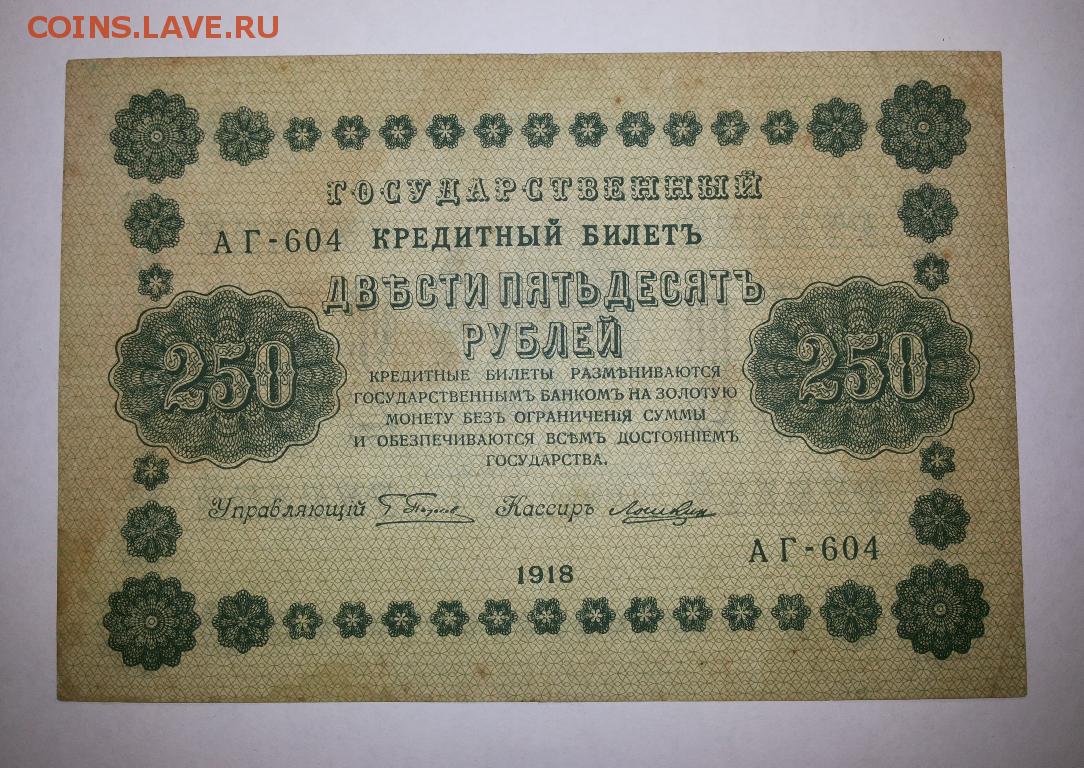 COINS.LAVE.RU
ГОСУДАРСТВЕННЫЙ
АГ-604 КРЕДИТНЫЙ БИЛЕТЪ
ДВѢСТИ ПЯТЬДЕСЯТЪ
РУБЛЕЙ
250 250
КРЕДИТНЫЕ БИЛЕТЫ РАЗМѢНИВАЮТСЯ
ГОСУДАРСТВЕННЫМЪ БАНКОМЪ НА ЗОЛОТУЮ
МОНЕТУ БЕЗЪ ОГРАНИЧЕНІЯ СУММЫ
И ОБЕЗПЕЧИВАЮТСЯ ВСѢМЪ ДОСТОЯНІЕМЪ
ГОСУДАРСТВА.
Управляющій Кассиръ
АГ-604
1918